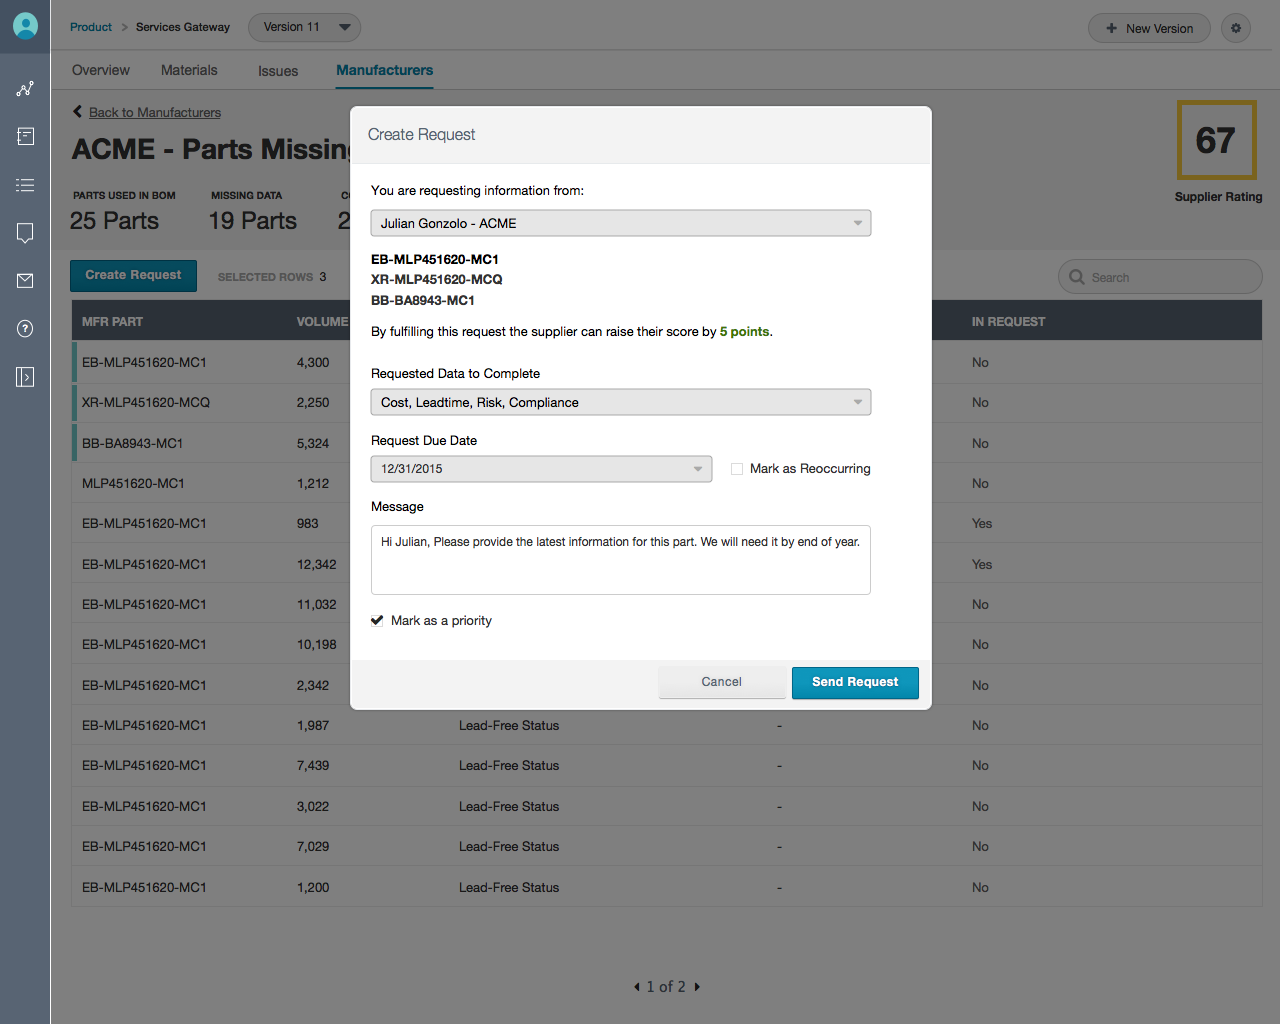 Product > Services Gateway Version 11 + New Version
Overview Materials Issues Manufacturers
Back to Manufacturers
ACME - Parts Missing
67
Supplier Rating
PARTS USED IN BOM MISSING DATA
25 Parts 19 Parts 2
Create Request SELECTED ROWS 3 Search
MFR PART VOLUME IN REQUEST
EB-MLP451620-MC1 4,300 No
XR-MLP451620-MCQ 2,250 No
BB-BA8943-MC1 5,324 No
MLP451620-MC1 1,212 No
EB-MLP451620-MC1 983 Yes
EB-MLP451620-MC1 12,342 Yes
EB-MLP451620-MC1 11,032 No
EB-MLP451620-MC1 10,198 No
EB-MLP451620-MC1 2,342 No
EB-MLP451620-MC1 1,987 Lead-Free Status - No
EB-MLP451620-MC1 7,439 Lead-Free Status - No
EB-MLP451620-MC1 3,022 Lead-Free Status - No
EB-MLP451620-MC1 7,029 Lead-Free Status - No
EB-MLP451620-MC1 1,200 Lead-Free Status - No
1 of 2
Create Request
You are requesting information from:
Julian Gonzolo - ACME
EB-MLP451620-MC1
XR-MLP451620-MCQ
BB-BA8943-MC1
By fulfilling this request the supplier can raise their score by 5 points.
Requested Data to Complete
Cost, Leadtime, Risk, Compliance
Request Due Date
12/31/2015 Mark as Reoccurring
Message
Hi Julian, Please provide the latest information for this part. We will need it by end of year.
Mark as a priority
Cancel Send Request